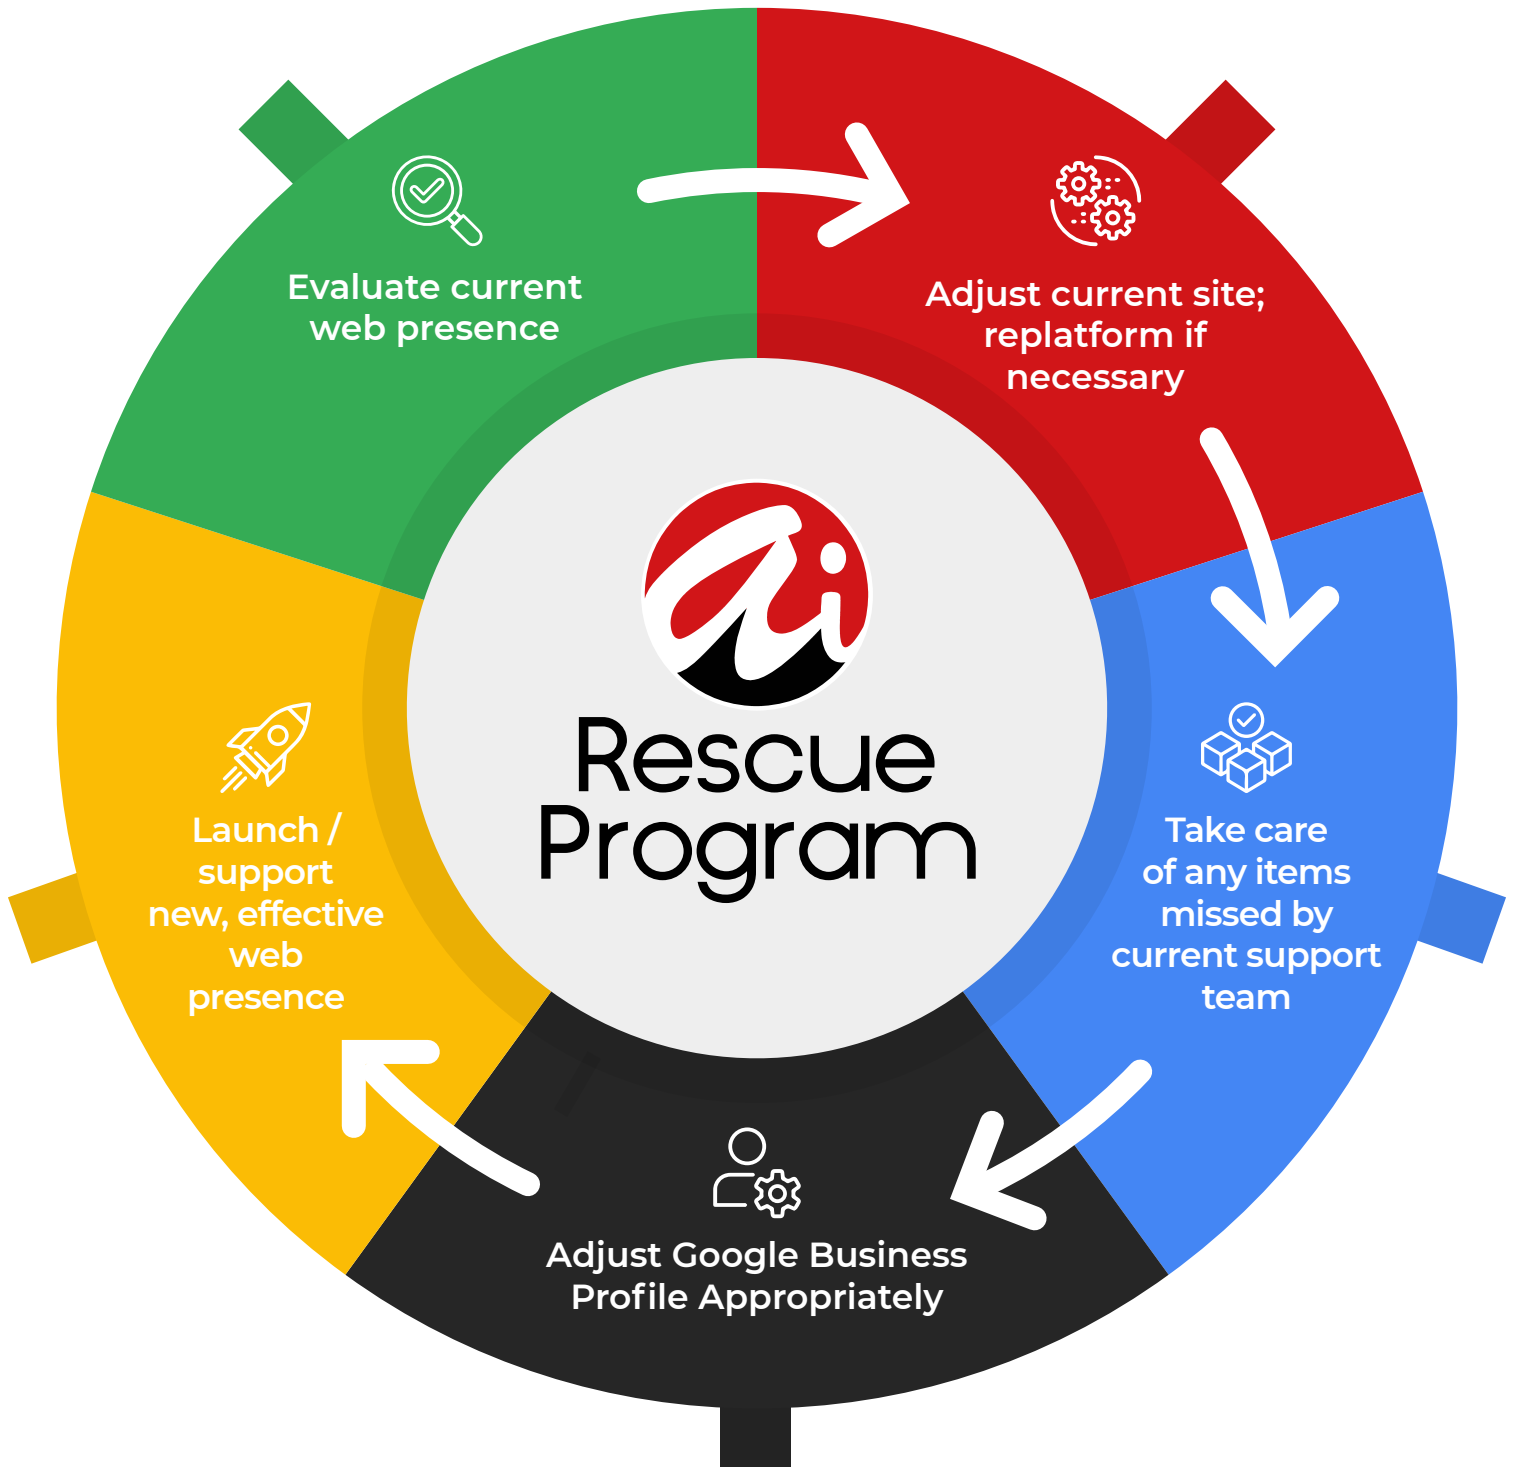 Evaluate current
web presence
Adjust current site;
replatform if
necessary
Take care
of any items
missed by
current support
team
Adjust Google Business
Profile Appropriately
Launch /
support
new, effective
web
presence
ai
Rescue
Program